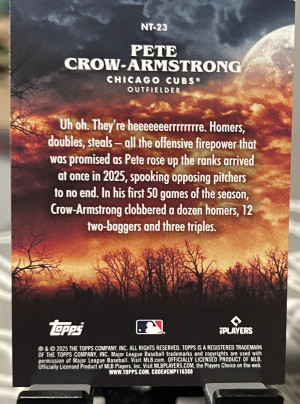 NT-23
PETE
CROW-ARMSTRONG
CHICAGO CUBS®
OUTFIELDER
Uh oh. They're heeeeeerrrrrrrre. Homers,
doubles, steals – all the offensive firepower that
was promised as Pete rose up the ranks arrived
at once in 2025, spooking opposing pitchers
to no end. In his first 50 games of the season,
Crow-Armstrong clobbered a dozen homers, 12
two-baggers and three triples.
topps
PLAYERS
® & © 2025 THE TOPPS COMPANY, INC. ALL RIGHTS RESERVED. TOPPS IS A REGISTERED TRADEMARK
OF THE TOPPS COMPANY, INC. Major League Baseball trademarks and copyrights are used with
permission of Major League Baseball. Visit MLB.com. OFFICIALLY LICENSED PRODUCT OF MLB.
Officially Licensed Product of MLB Players, Inc. Visit MLBPLAYERS.com, the Players Choice on the web.
WWW.TOPPS.COM. CODE#CMP116388